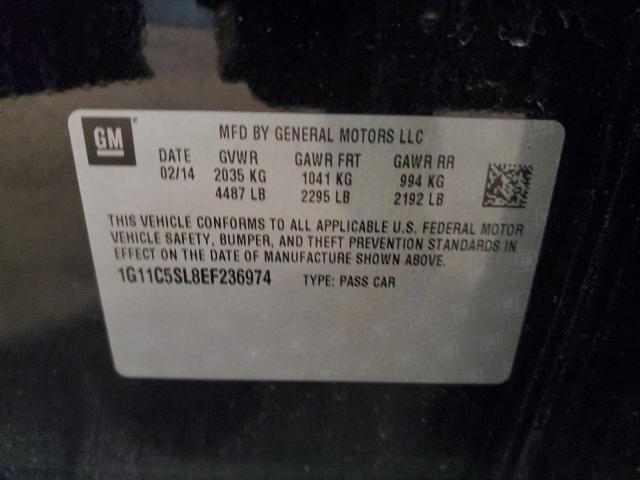 GM
MFD BY GENERAL MOTORS LLC
DATE GVWR GAWR FRT GAWR RR
02/14 2035 KG 1041 KG 994 KG
4487 LB 2295 LB 2192 LB
THIS VEHICLE CONFORMS TO ALL APPLICABLE U.S. FEDERAL MOTOR
VEHICLE SAFETY, BUMPER, AND THEFT PREVENTION STANDARDS IN
EFFECT ON THE DATE OF MANUFACTURE SHOWN ABOVE.
1G11C5SL8EF236974 TYPE: PASS CAR